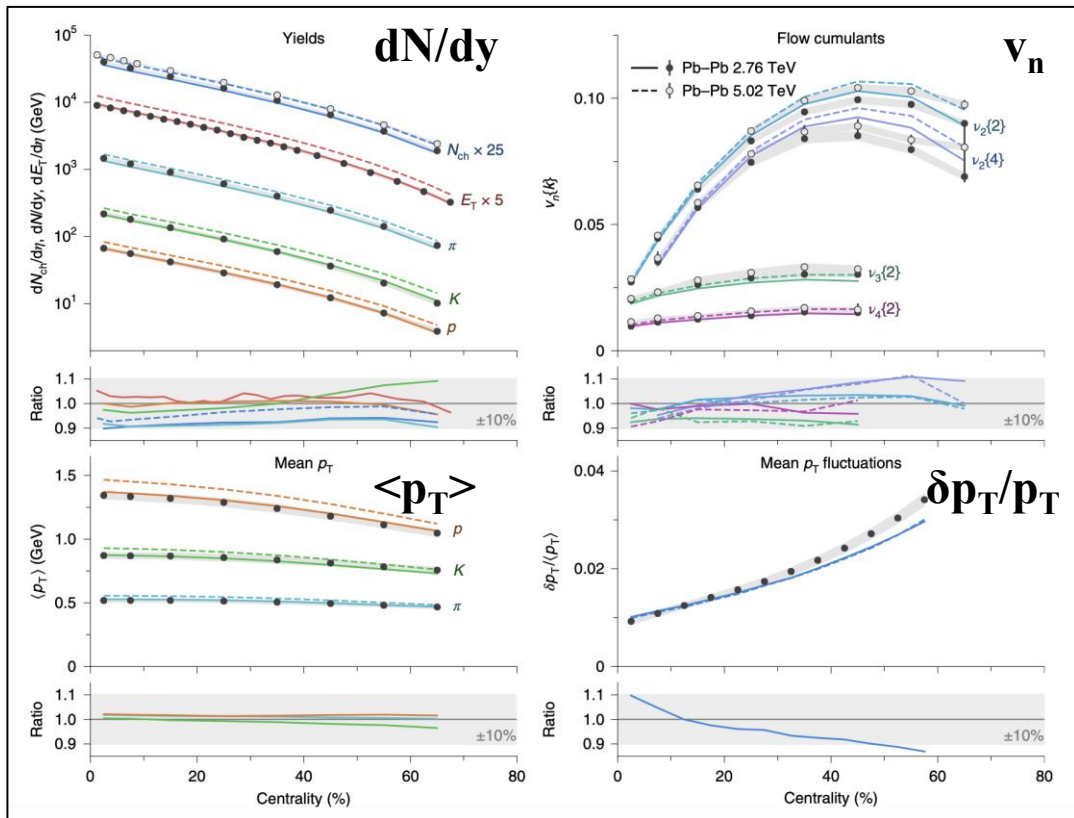 Yields
dN/dy
dN_ch/dη, dN/dy, dE_T/dη (GeV)
10^5
10^4
10^3
10^2
10^1
N_ch × 25
E_T × 5
π
K
p
Ratio
1.1
1.0
0.9
±10%
Flow cumulants
v_n
Pb–Pb 2.76 TeV
Pb–Pb 5.02 TeV
v_n{k}
0.10
0.05
0
v_2{2}
v_2{4}
v_3{2}
v_4{2}
Ratio
1.1
1.0
0.9
±10%
Mean p_T
<p_T>
⟨p_T⟩ (GeV)
1.5
1.0
0.5
0
p
K
π
Ratio
1.1
1.0
0.9
±10%
0 20 40 60 80
Centrality (%)
Mean p_T fluctuations
δp_T/p_T
δp_T/⟨p_T⟩
0.04
0.02
0
Ratio
1.1
1.0
0.9
±10%
0 20 40 60 80
Centrality (%)